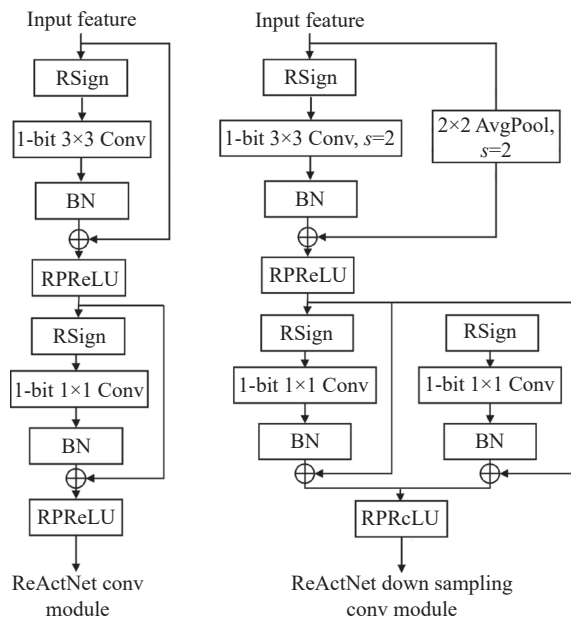 Input feature
RSign
1-bit 3×3 Conv
BN
RPReLU
RSign
1-bit 1×1 Conv
BN
RPReLU
ReActNet conv
module
Input feature
RSign
1-bit 3×3 Conv, s=2
2×2 AvgPool,
s=2
BN
RPReLU
RSign
RSign
1-bit 1×1 Conv
1-bit 1×1 Conv
BN
BN
RPRcLU
ReActNet down sampling
conv module